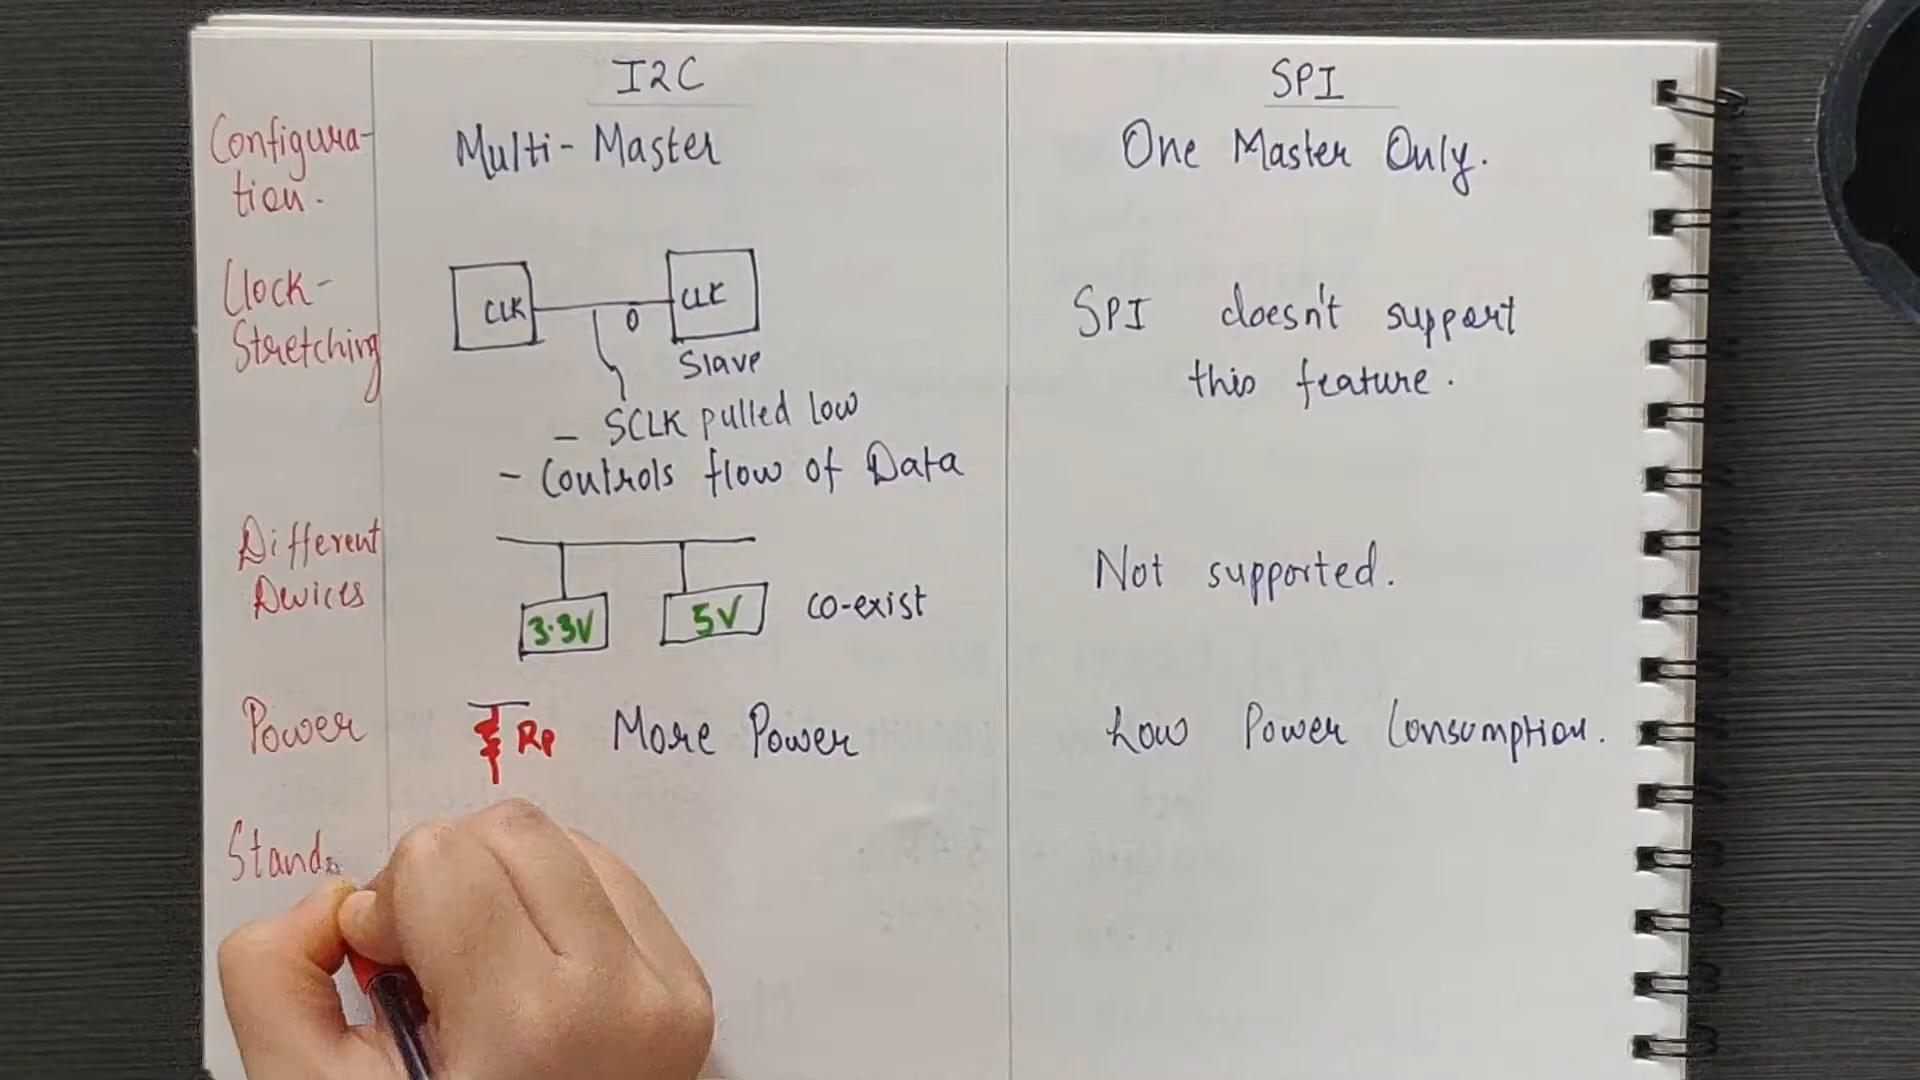 I2C
SPI
Configura-
tion.
Multi-Master
One Master Only.
Clock-
Stretching
CLK
CLK
0
Slave
- SCLK pulled low
- Controls flow of Data
SPI doesn't support
this feature.
Different
Devices
3.3V
5V
co-exist
Not supported.
Power
Rp
More Power
Low Power Consumption.
Stand